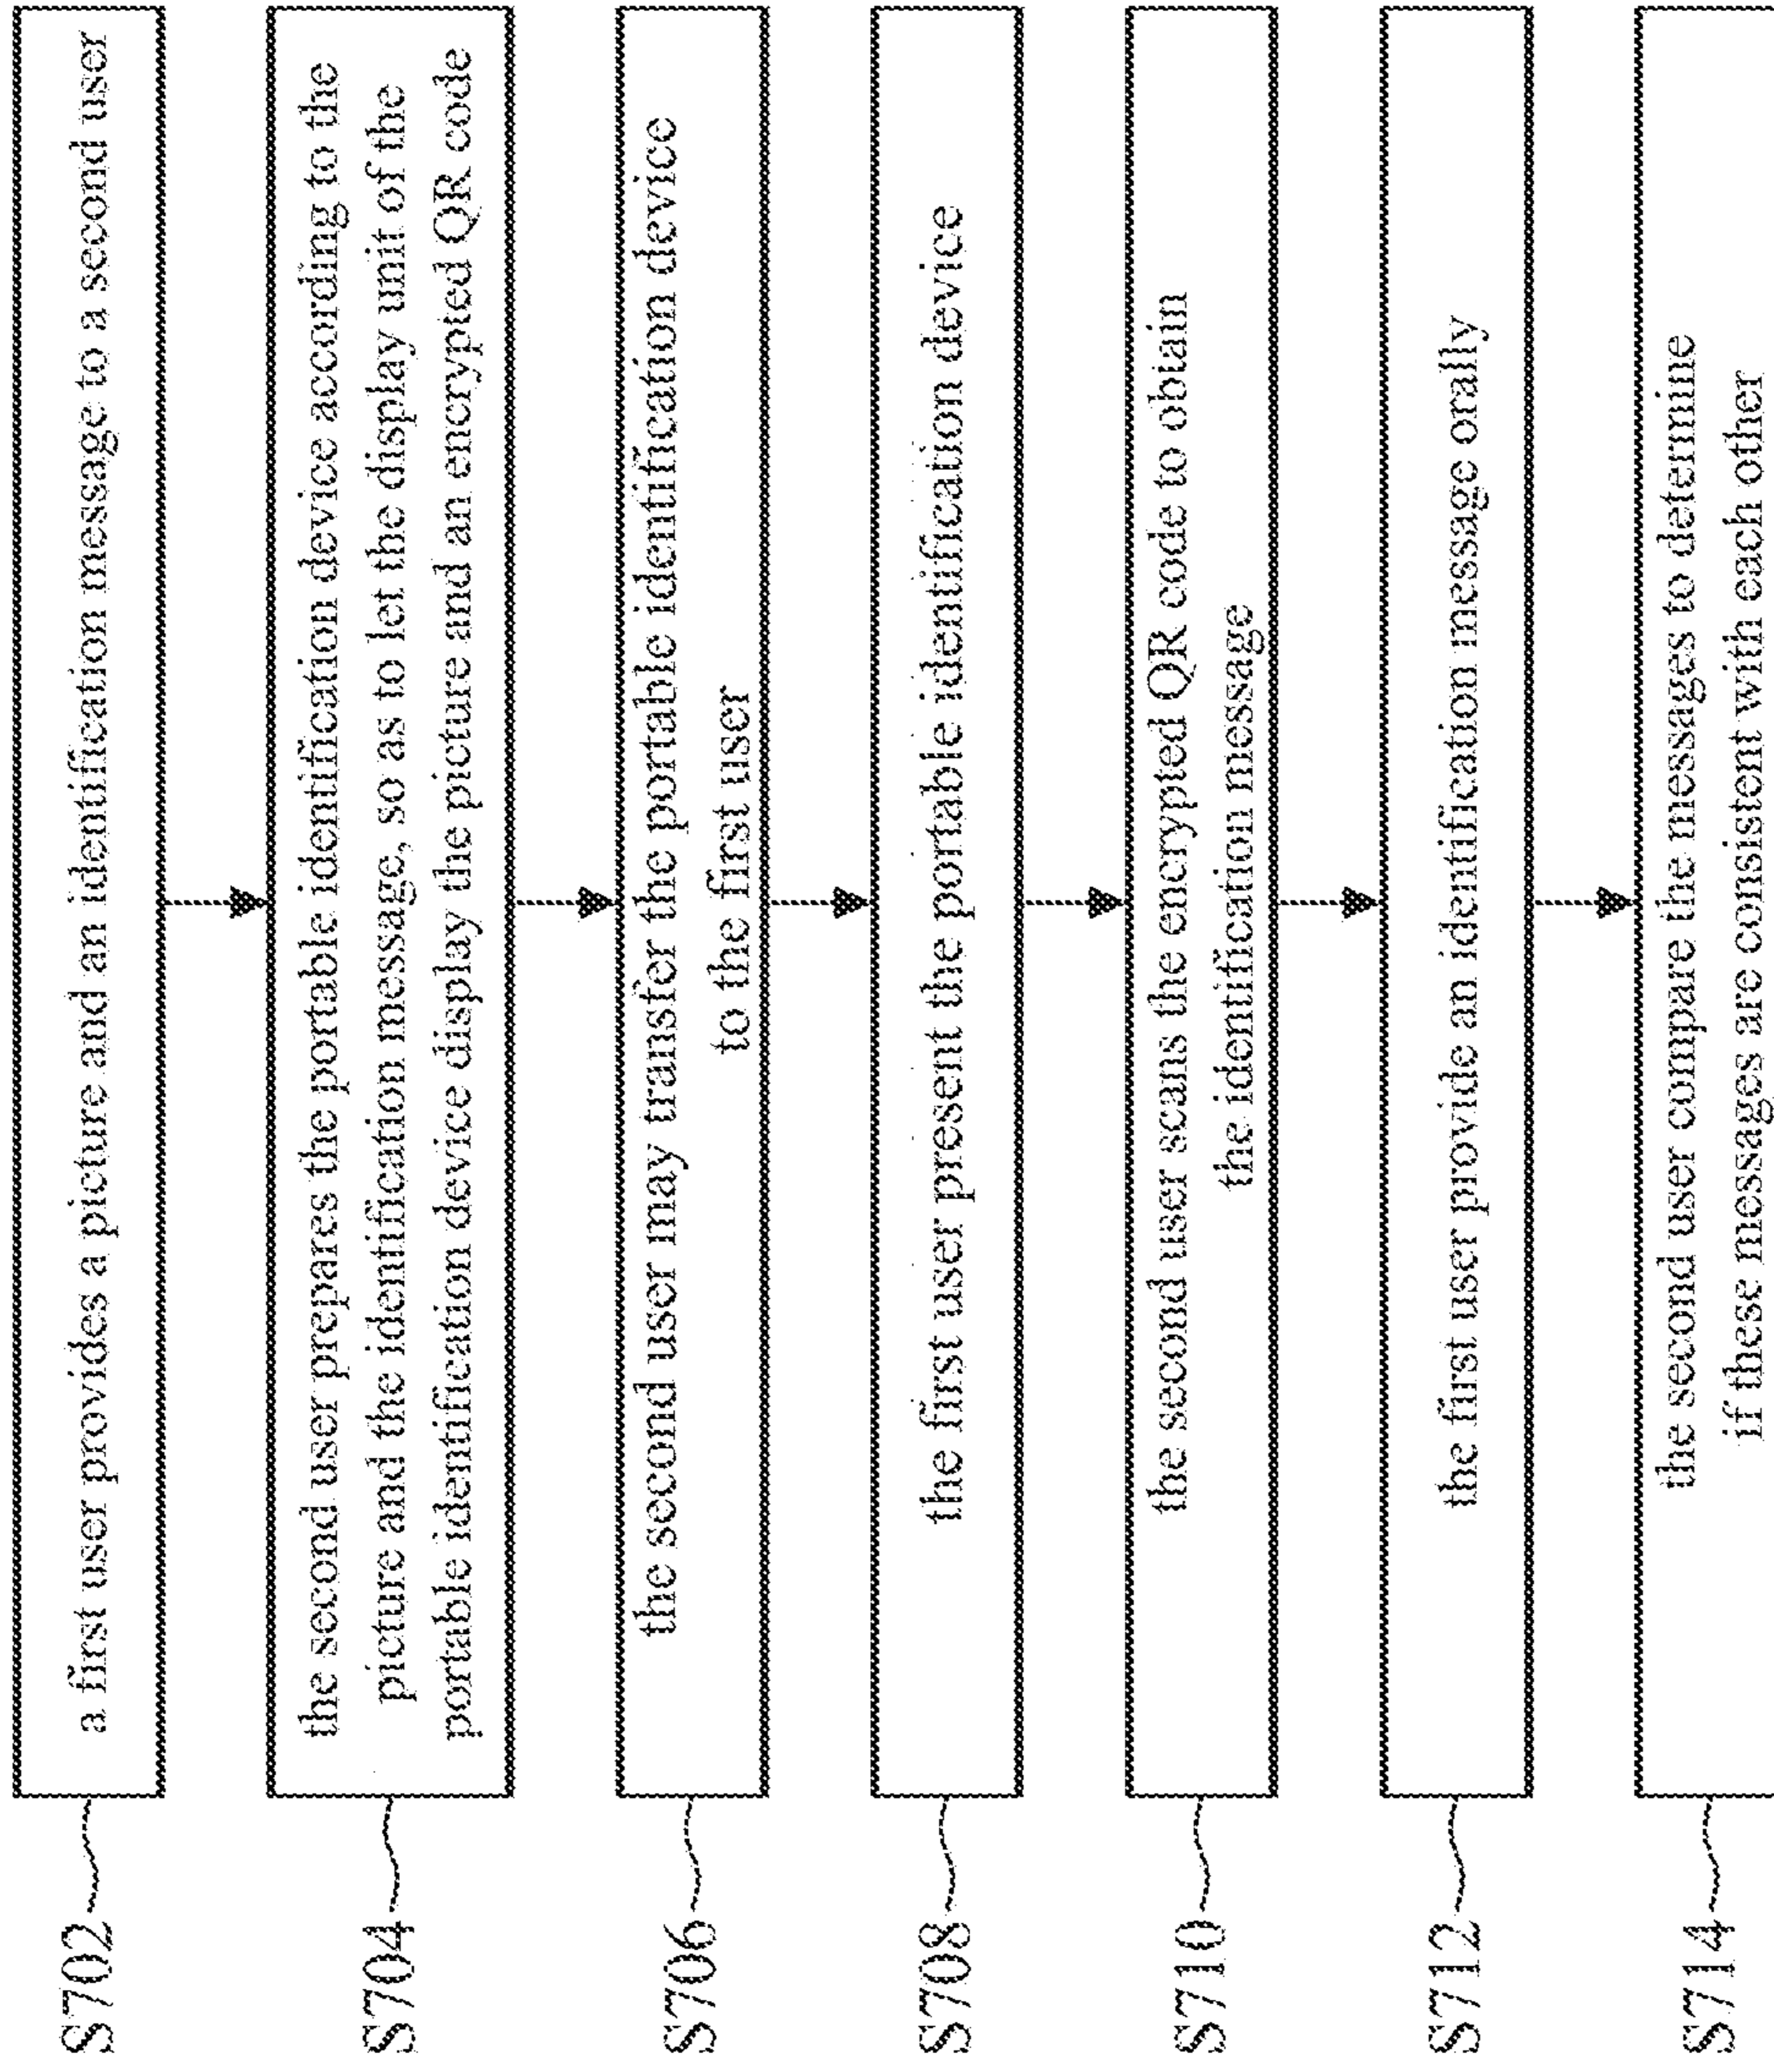 S702
a first user provides a picture and an identification message to a second user
S704
the second user prepares the portable identification device according to the
picture and the identification message, so as to let the display unit of the
portable identification device display the picture and an encrypted QR code
S706
the second user may transfer the portable identification device
to the first user
S708
the first user present the portable identification device
S710
the second user scans the encrypted QR code to obtain
the identification message
S712
the first user provide an identification message orally
S714
the second user compare the messages to determine
if these messages are consistent with each other